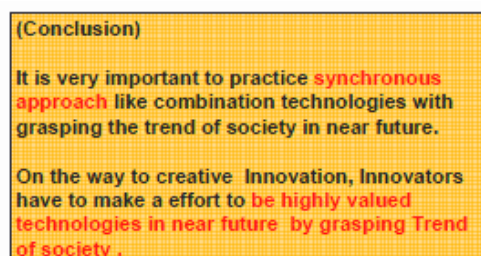 (Conclusion)
It is very important to practice synchronous
approach like combination technologies with
grasping the trend of society in near future.
On the way to creative Innovation, Innovators
have to make a effort to be highly valued
technologies in near future by grasping Trend
of society .